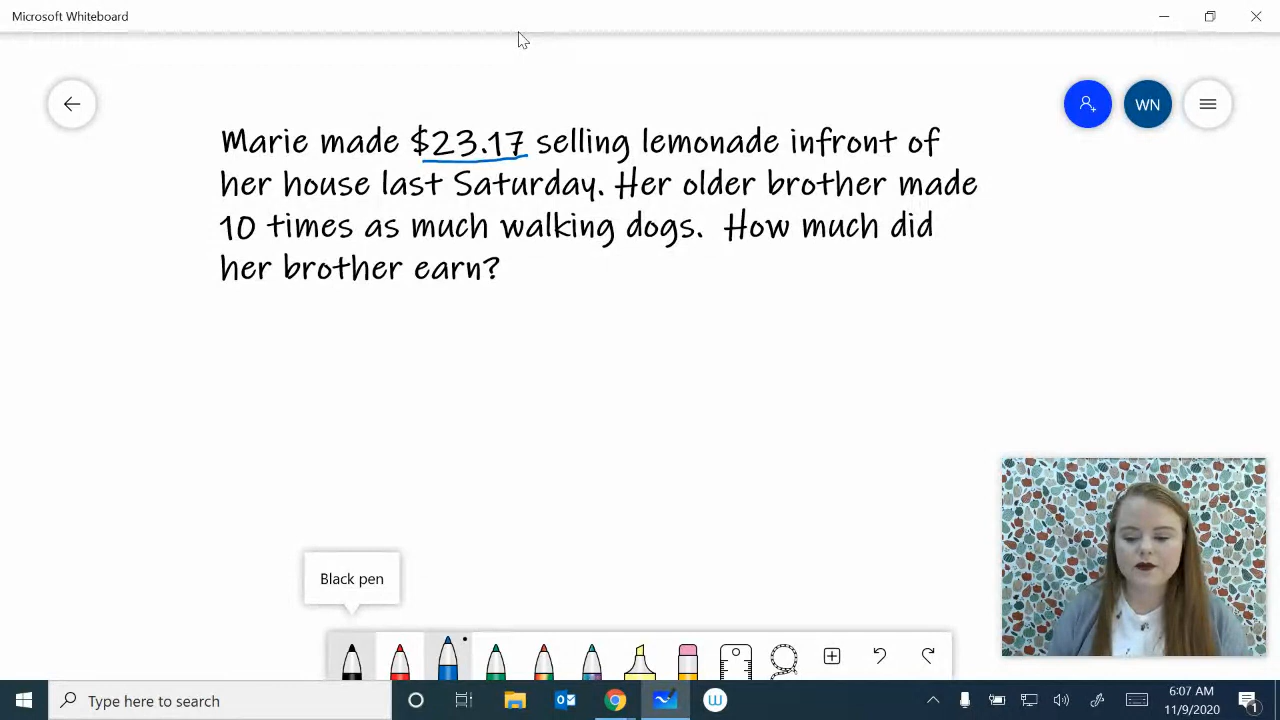 Microsoft Whiteboard
WN
Marie made $23.17 selling lemonade infront of
her house last Saturday. Her older brother made
10 times as much walking dogs. How much did
her brother earn?
Black pen
Type here to search
6:07 AM
11/9/2020
1